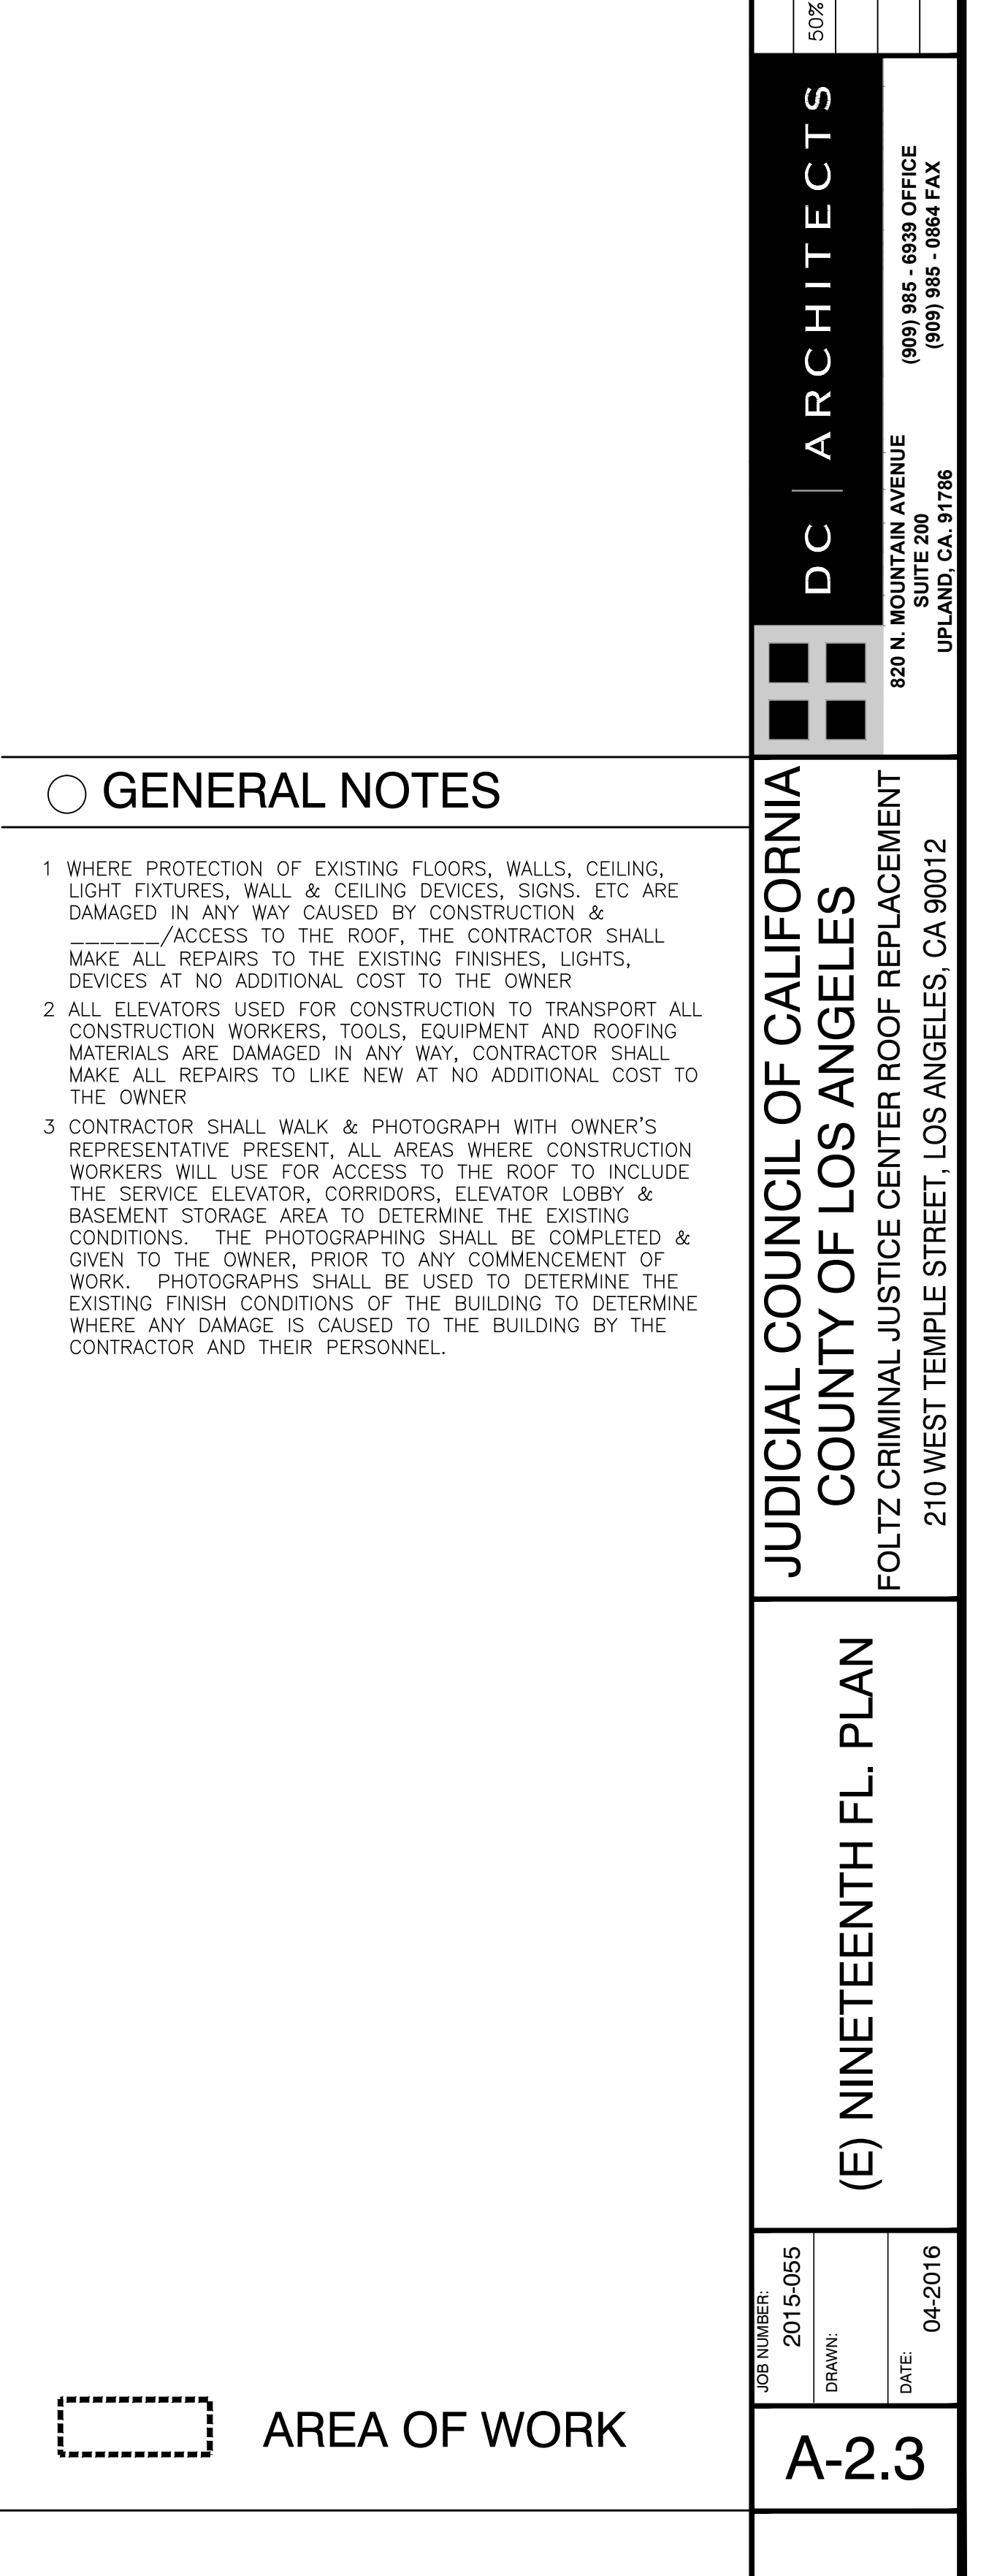 GENERAL NOTES
1 WHERE PROTECTION OF EXISTING FLOORS, WALLS, CEILING,
LIGHT FIXTURES, WALL & CEILING DEVICES, SIGNS. ETC ARE
DAMAGED IN ANY WAY CAUSED BY CONSTRUCTION &
______/ACCESS TO THE ROOF, THE CONTRACTOR SHALL
MAKE ALL REPAIRS TO THE EXISTING FINISHES, LIGHTS,
DEVICES AT NO ADDITIONAL COST TO THE OWNER
2 ALL ELEVATORS USED FOR CONSTRUCTION TO TRANSPORT ALL
CONSTRUCTION WORKERS, TOOLS, EQUIPMENT AND ROOFING
MATERIALS ARE DAMAGED IN ANY WAY, CONTRACTOR SHALL
MAKE ALL REPAIRS TO LIKE NEW AT NO ADDITIONAL COST TO
THE OWNER
3 CONTRACTOR SHALL WALK & PHOTOGRAPH WITH OWNER'S
REPRESENTATIVE PRESENT, ALL AREAS WHERE CONSTRUCTION
WORKERS WILL USE FOR ACCESS TO THE ROOF TO INCLUDE
THE SERVICE ELEVATOR, CORRIDORS, ELEVATOR LOBBY &
BASEMENT STORAGE AREA TO DETERMINE THE EXISTING
CONDITIONS. THE PHOTOGRAPHING SHALL BE COMPLETED &
GIVEN TO THE OWNER, PRIOR TO ANY COMMENCEMENT OF
WORK. PHOTOGRAPHS SHALL BE USED TO DETERMINE THE
EXISTING FINISH CONDITIONS OF THE BUILDING TO DETERMINE
WHERE ANY DAMAGE IS CAUSED TO THE BUILDING BY THE
CONTRACTOR AND THEIR PERSONNEL.
AREA OF WORK
50%
DC | ARCHITECTS
820 N. MOUNTAIN AVENUE
SUITE 200
UPLAND, CA. 91786
(909) 985 - 6939 OFFICE
(909) 985 - 0864 FAX
JUDICIAL COUNCIL OF CALIFORNIA
COUNTY OF LOS ANGELES
FOLTZ CRIMINAL JUSTICE CENTER ROOF REPLACEMENT
210 WEST TEMPLE STREET, LOS ANGELES, CA 90012
(E) NINETEENTH FL. PLAN
JOB NUMBER:
2015-055
DRAWN:
DATE:
04-2016
A-2.3